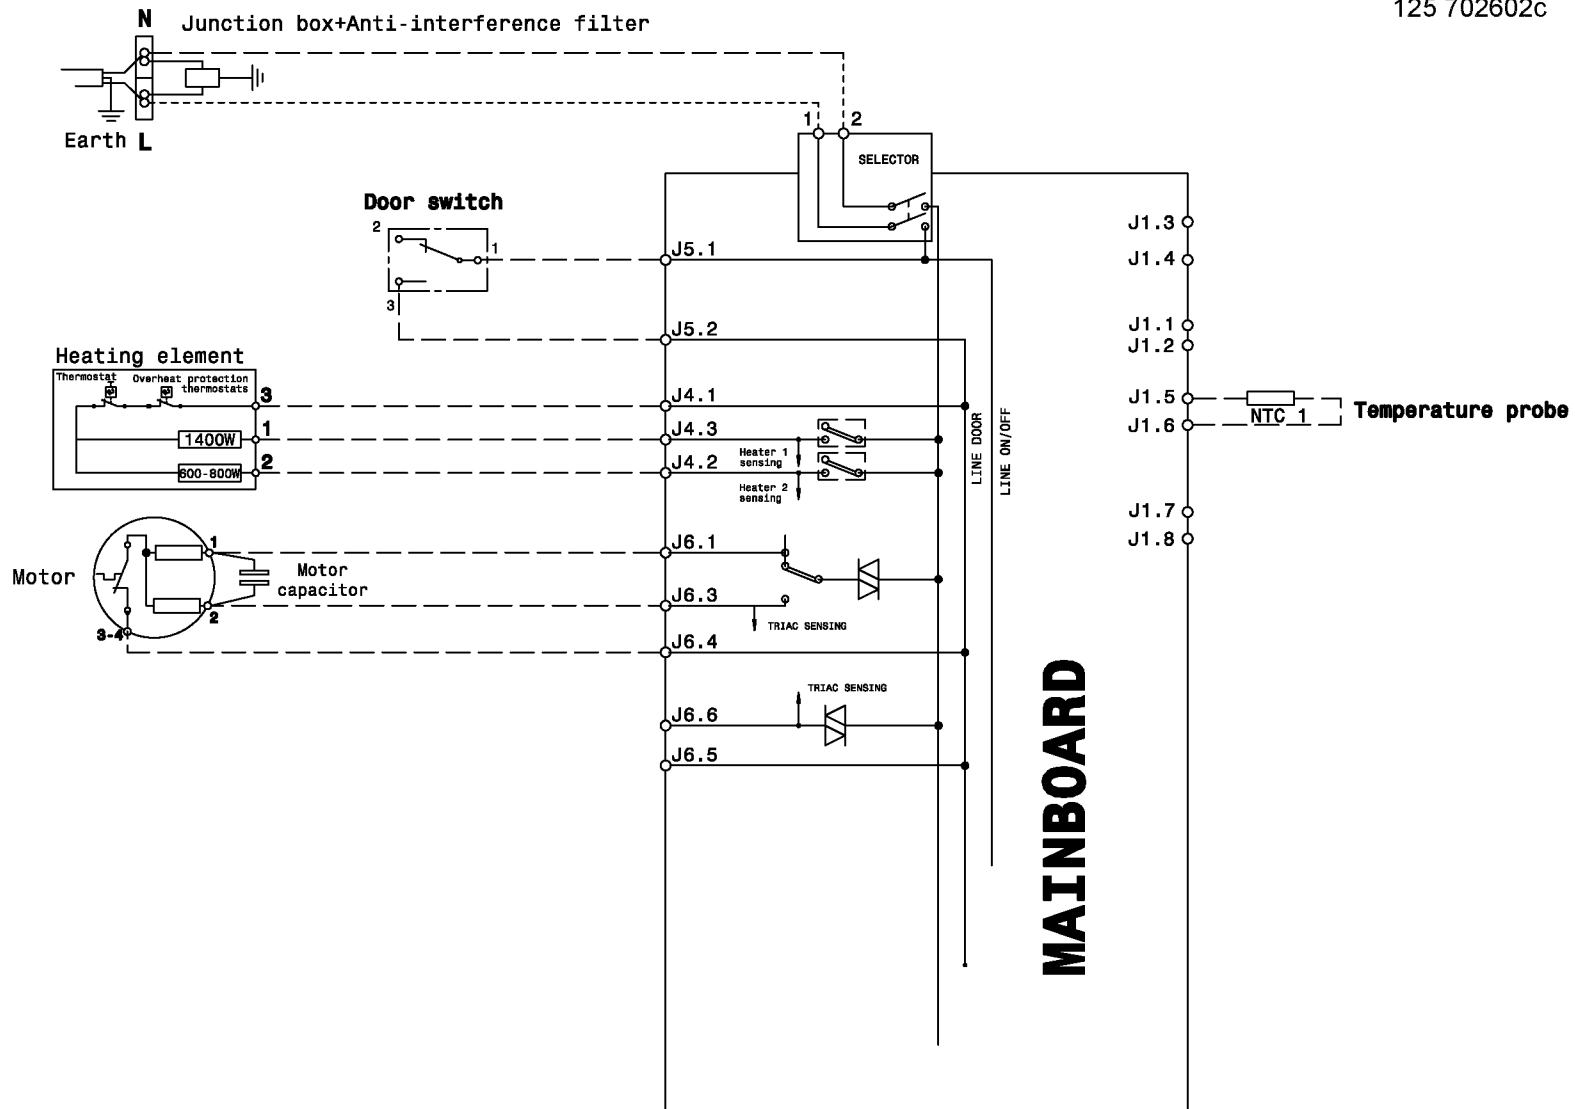 125 702602c
N
Junction box+Anti-interference filter
Earth L
1
2
SELECTOR
Door switch
2
1
3
J5.1
J5.2
Heating element
Thermostat
Overheat protection
thermostats
3
1
2
1400W
600-800W
J4.1
J4.3
J4.2
Heater 1
sensing
Heater 2
sensing
LINE DOOR
LINE ON/OFF
Motor
1
2
3-4
Motor
capacitor
J6.1
J6.3
TRIAC SENSING
J6.4
TRIAC SENSING
J6.6
J6.5
MAINBOARD
J1.3
J1.4
J1.1
J1.2
J1.5
J1.6
NTC 1
Temperature probe
J1.7
J1.8